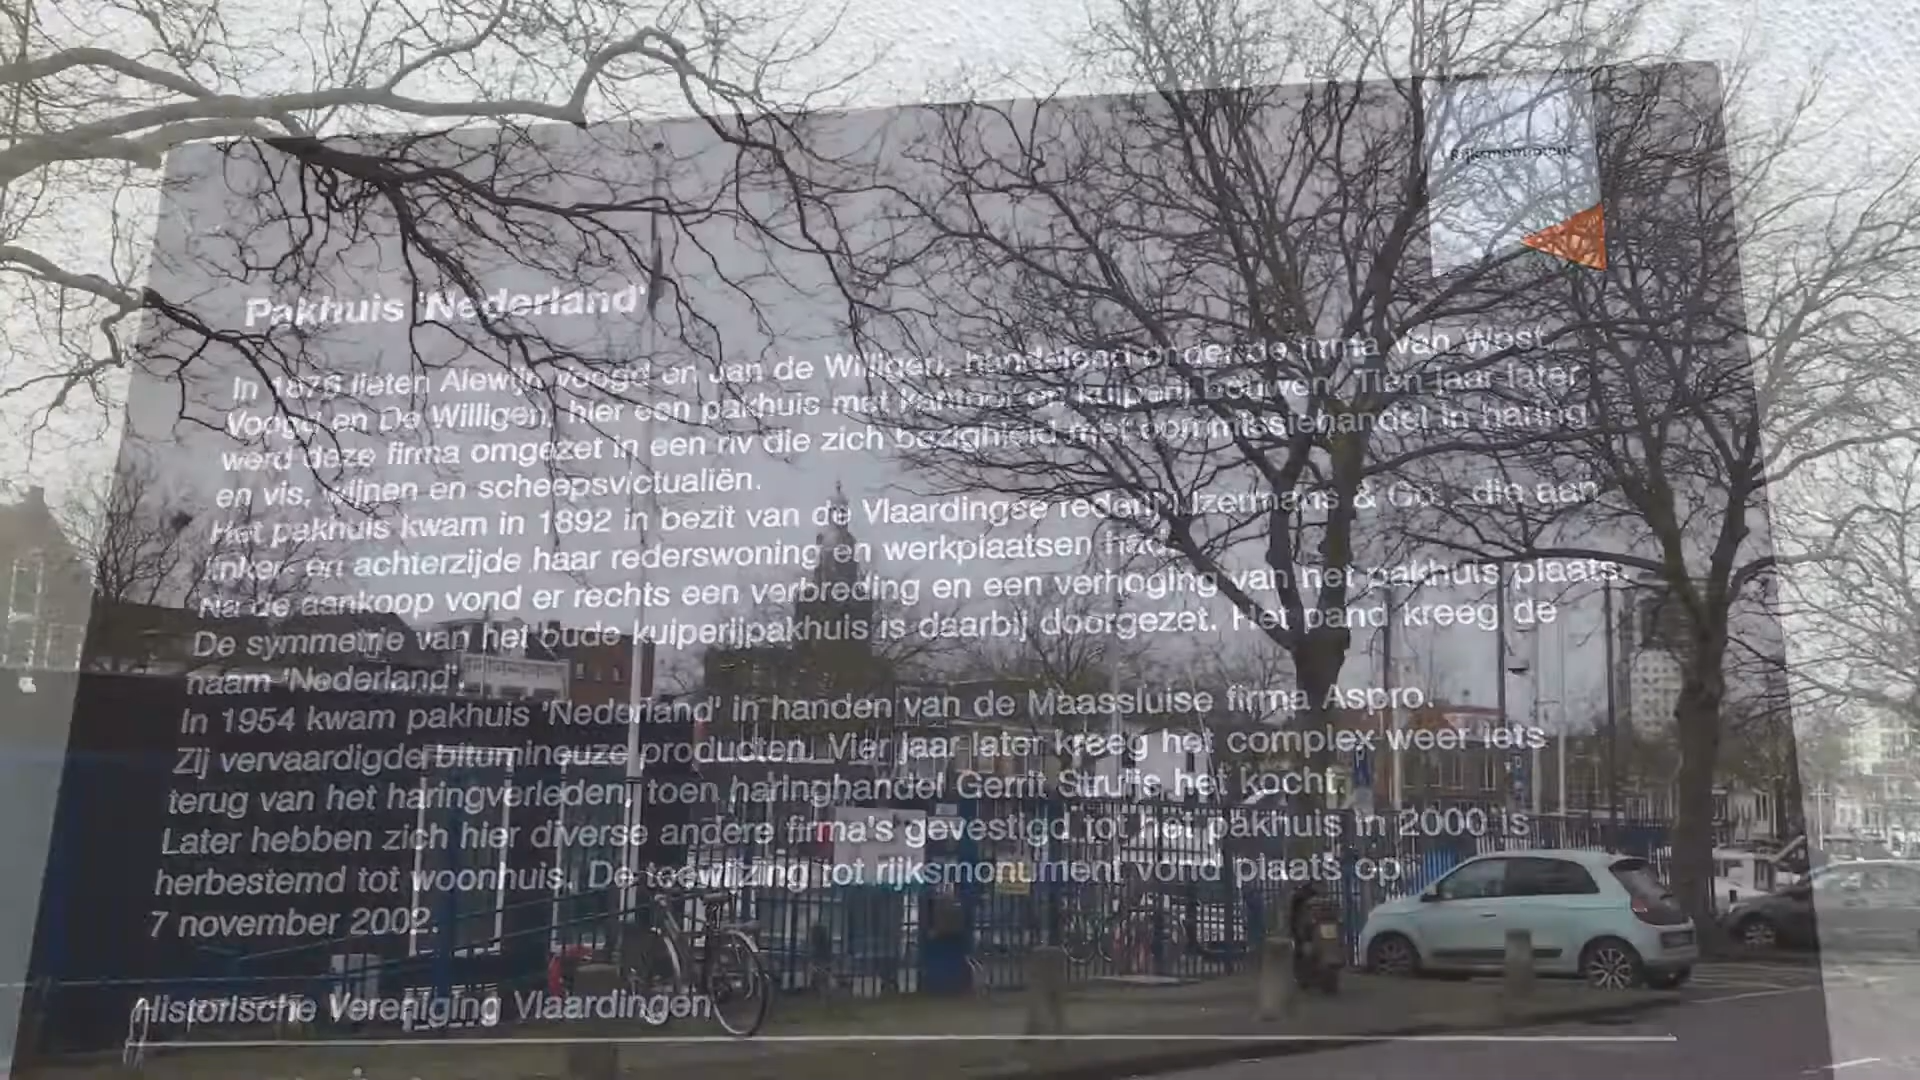 Rijksmonument
Pakhuis 'Nederland'
In 1876 lieten Alewijn Voogd en Jan de Willigen, handelend onder de firma Van West,
Voogd en De Willigen, hier een pakhuis met kantoor en kuiperij bouwen. Tien jaar later
werd deze firma omgezet in een nv die zich bezighield met commissiehandel in haring
en vis, wijnen en scheepsvictualiën.
Het pakhuis kwam in 1892 in bezit van de Vlaardingse rederij IJzermans & Co., die aan
linker- en achterzijde haar rederswoning en werkplaatsen had.
Na de aankoop vond er rechts een verbreding en een verhoging van het pakhuis plaats.
De symmetrie van het oude kuiperijpakhuis is daarbij doorgezet. Het pand kreeg de
naam 'Nederland'.
In 1954 kwam pakhuis 'Nederland' in handen van de Maassluise firma Aspro.
Zij vervaardigde bitumineuze producten. Vier jaar later kreeg het complex weer iets
terug van het haringverleden, toen haringhandel Gerrit Struijs het kocht.
Later hebben zich hier diverse andere firma's gevestigd tot het pakhuis in 2000 is
herbestemd tot woonhuis. De toewijzing tot rijksmonument vond plaats op
7 november 2002.
Historische Vereniging Vlaardingen